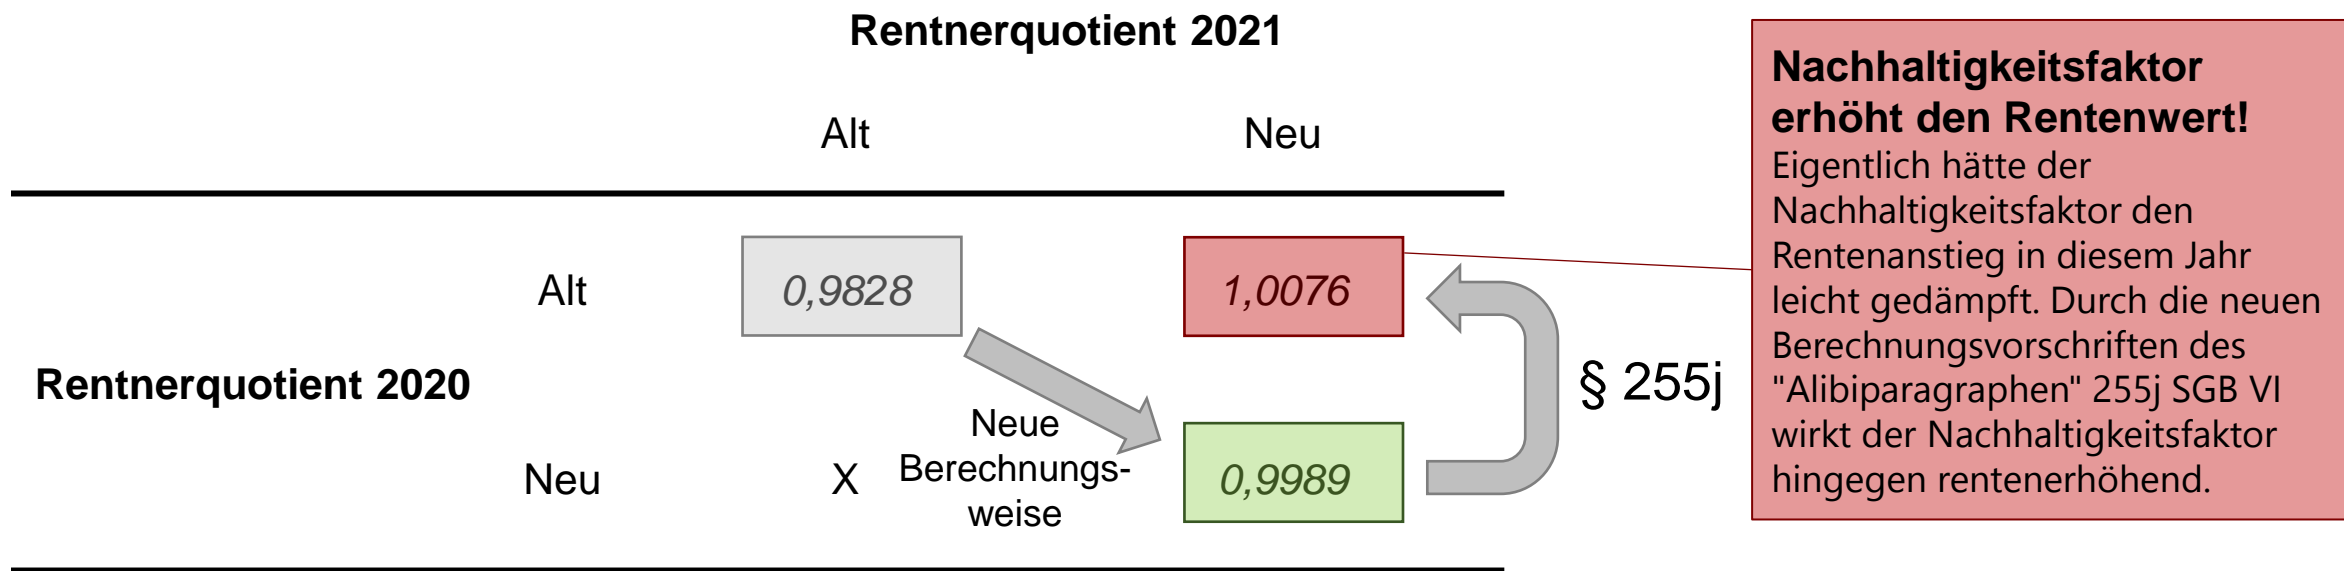 Rentnerquotient 2021
Alt
Neu
Alt
0,9828
1,0076
Rentnerquotient 2020
§ 255j
Neu
X
Neue
Berechnungs-
weise
0,9989
Nachhaltigkeitsfaktor
erhöht den Rentenwert!
Eigentlich hätte der
Nachhaltigkeitsfaktor den
Rentenanstieg in diesem Jahr
leicht gedämpft. Durch die neuen
Berechnungsvorschriften des
"Alibiparagraphen" 255j SGB VI
wirkt der Nachhaltigkeitsfaktor
hingegen rentenerhöhend.